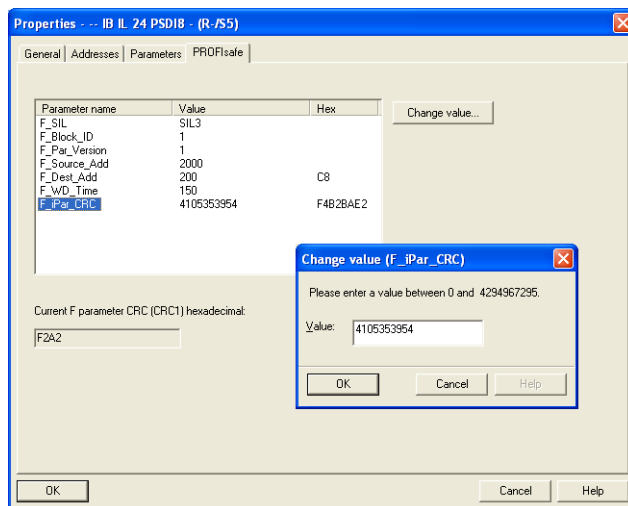 Properties - -- IB IL 24 PSDI8 - (R-/S5)
General Addresses Parameters PROFIsafe
Parameter name Value Hex
F_SIL SIL3
F_Block_ID 1
F_Par_Version 1
F_Source_Add 2000
F_Dest_Add 200 C8
F_WD_Time 150
F_iPar_CRC 4105353954 F4B2BAE2
Change value...
Change value (F_iPar_CRC)
Please enter a value between 0 and 4294967295.
Value: 4105353954
OK Cancel Help
Current F parameter CRC (CRC1) hexadecimal:
F2A2
OK Cancel Help